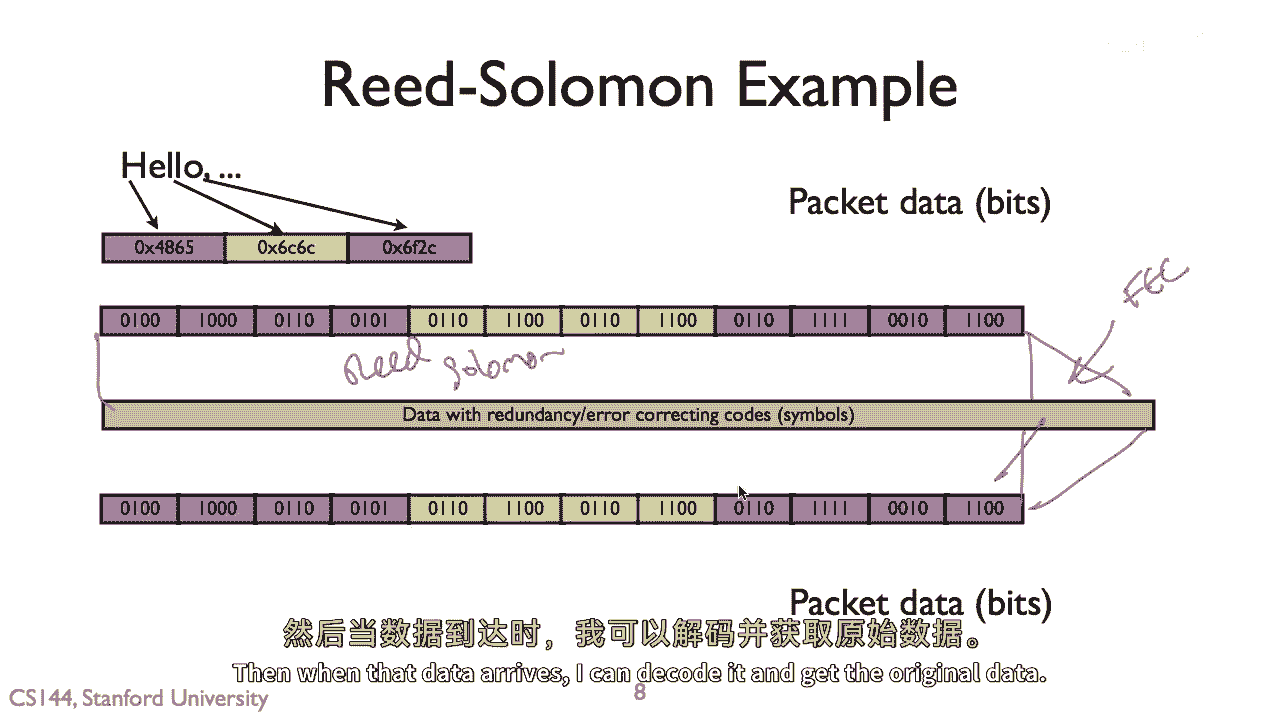 Reed-Solomon Example
Hello, ...
Packet data (bits)
0x4865 0x6c6c 0x6f2c
FEC
0100 1000 0110 0101 0110 1100 0110 1100 0110 1111 0010 1100
Reed Solomon
Data with redundancy/error correcting codes (symbols)
0100 1000 0110 0101 0110 1100 0110 1100 0110 1111 0010 1100
Packet data (bits)
然后当数据到达时，我可以解码并获取原始数据。
Then when that data arrives, I can decode it and get the original data.
CS144, Stanford University
8